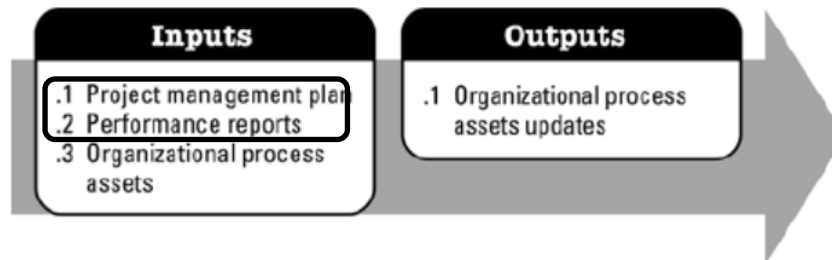 Inputs
.1 Project management plan
.2 Performance reports
.3 Organizational process
assets
Outputs
.1 Organizational process
assets updates